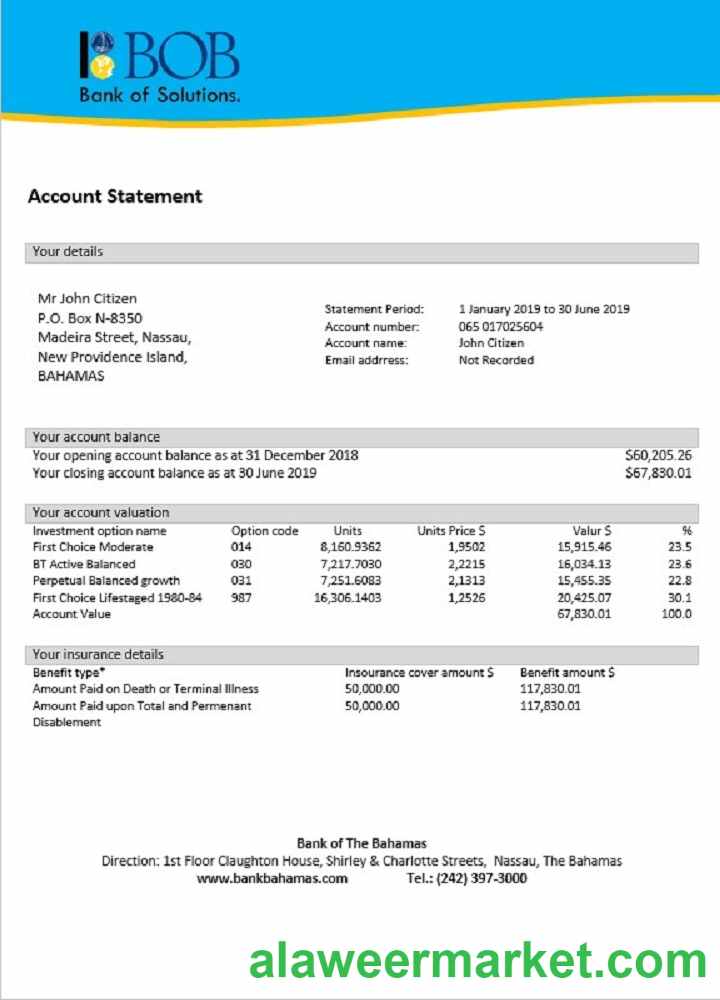 BOB
Bank of Solutions.
Account Statement
Your details
Mr John Citizen
P.O. Box N-8350
Madeira Street, Nassau,
New Providence Island,
BAHAMAS
Statement Period: 1 January 2019 to 30 June 2019
Account number: 065 017025604
Account name: John Citizen
Email addrress: Not Recorded
Your account balance
Your opening account balance as at 31 December 2018 $60,205.26
Your closing account balance as at 30 June 2019 $67,830.01
Your account valuation
Investment option name Option code Units Units Price $ Valur $ %
First Choice Moderate 014 8,160.9362 1,9502 15,915.46 23.5
BT Active Balanced 030 7,217.7030 2,2215 16,034.13 23.6
Perpetual Balanced growth 031 7,251.6083 2,1313 15,455.35 22.8
First Choice Lifestaged 1980-84 987 16,306.1403 1,2526 20,425.07 30.1
Account Value 67,830.01 100.0
Your insurance details
Benefit type* Insourance cover amount $ Benefit amount $
Amount Paid on Death or Terminal Illness 50,000.00 117,830.01
Amount Paid upon Total and Permenant 50,000.00 117,830.01
Disablement
Bank of The Bahamas
Direction: 1st Floor Claughton House, Shirley & Charlotte Streets, Nassau, The Bahamas
www.bankbahamas.com Tel.: (242) 397-3000
alaweermarket.com